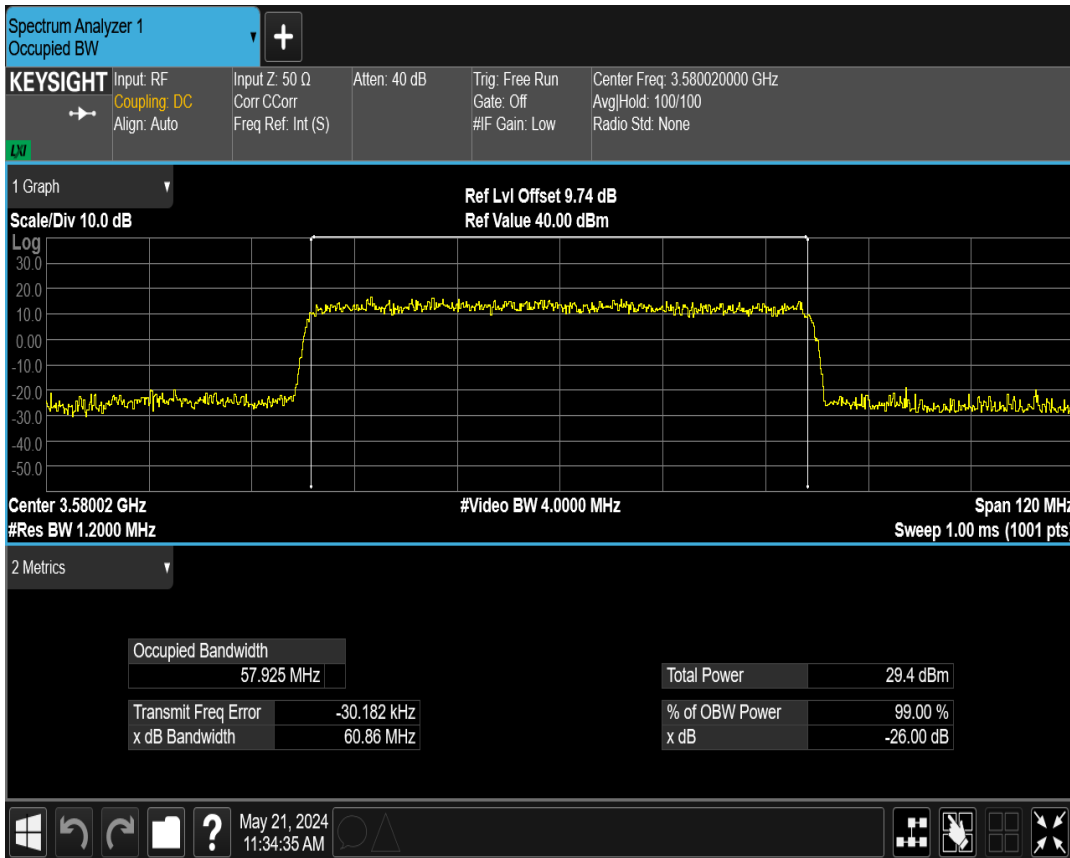 Spectrum Analyzer 1
Occupied BW
+
KEYSIGHT
LXI
Input: RF
Coupling: DC
Align: Auto
Input Z: 50 Ω
Corr CCorr
Freq Ref: Int (S)
Atten: 40 dB
Trig: Free Run
Gate: Off
#IF Gain: Low
Center Freq: 3.580020000 GHz
Avg|Hold: 100/100
Radio Std: None
1 Graph
Scale/Div 10.0 dB
Ref Lvl Offset 9.74 dB
Ref Value 40.00 dBm
Log
30.0
20.0
10.0
0.00
-10.0
-20.0
-30.0
-40.0
-50.0
Center 3.58002 GHz
#Video BW 4.0000 MHz
Span 120 MHz
#Res BW 1.2000 MHz
Sweep 1.00 ms (1001 pts)
2 Metrics
Occupied Bandwidth
57.925 MHz
Transmit Freq Error -30.182 kHz
x dB Bandwidth 60.86 MHz
Total Power 29.4 dBm
% of OBW Power 99.00 %
x dB -26.00 dB
?
May 21, 2024
11:34:35 AM